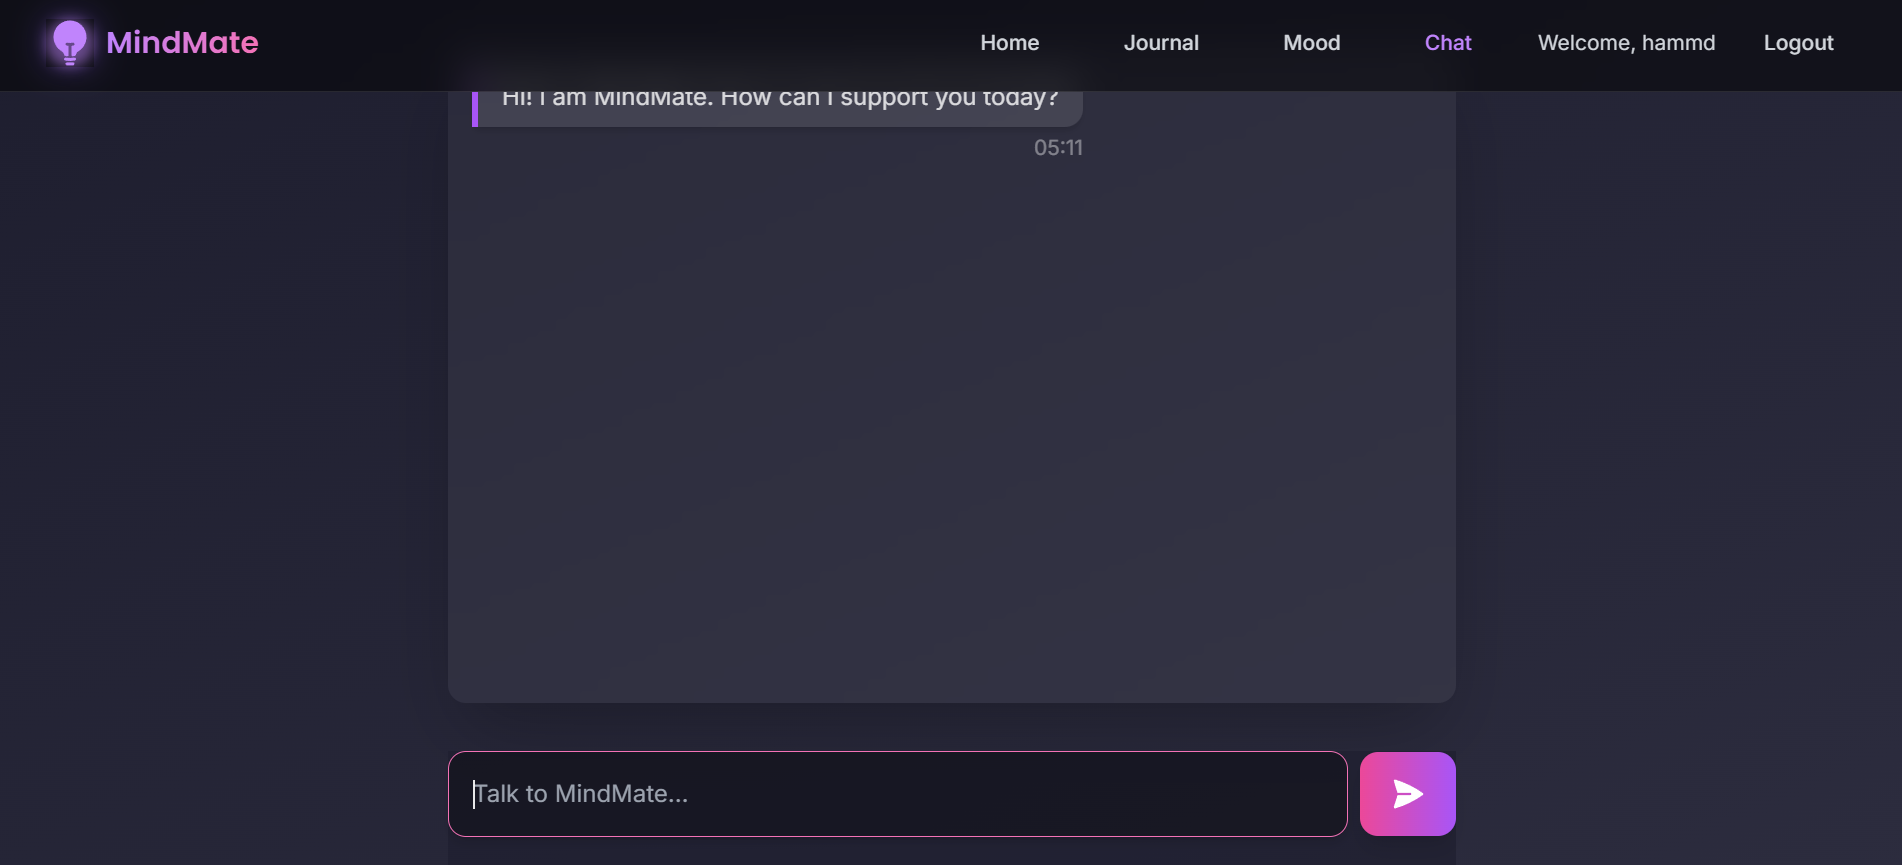 MindMate
Home Journal Mood Chat Welcome, hammd Logout
Hi! I am MindMate. How can I support you today?
05:11
Talk to MindMate...